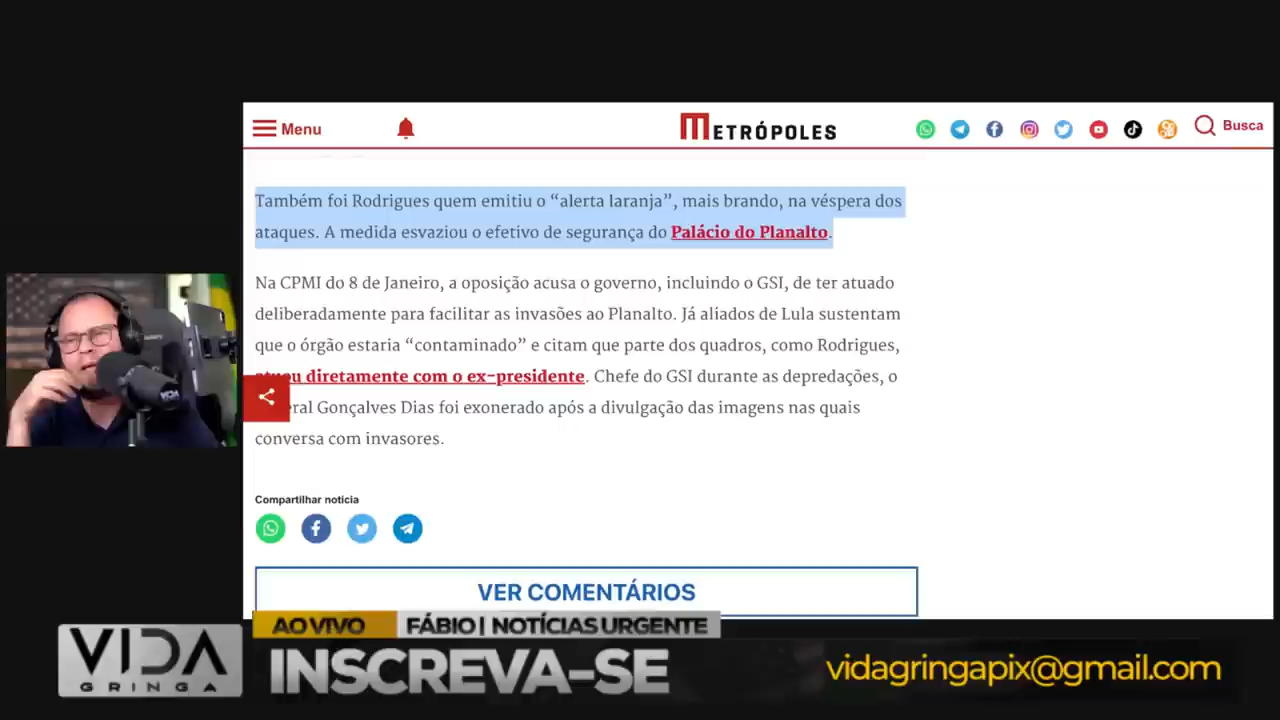 Menu
METRÓPOLES
Busca
Também foi Rodrigues quem emitiu o “alerta laranja”, mais brando, na véspera dos
ataques. A medida esvaziou o efetivo de segurança do Palácio do Planalto.
Na CPMI do 8 de Janeiro, a oposição acusa o governo, incluindo o GSI, de ter atuado
deliberadamente para facilitar as invasões ao Planalto. Já aliados de Lula sustentam
que o órgão estaria “contaminado” e citam que parte dos quadros, como Rodrigues,
diretamente com o ex-presidente. Chefe do GSI durante as depredações, o
Gonçalves Dias foi exonerado após a divulgação das imagens nas quais
conversa com invasores.
Compartilhar notícia
VER COMENTÁRIOS
AO VIVO FÁBIO | NOTÍCIAS URGENTE
VIDA
GRINGA
INSCREVA-SE
vidagringapix@gmail.com